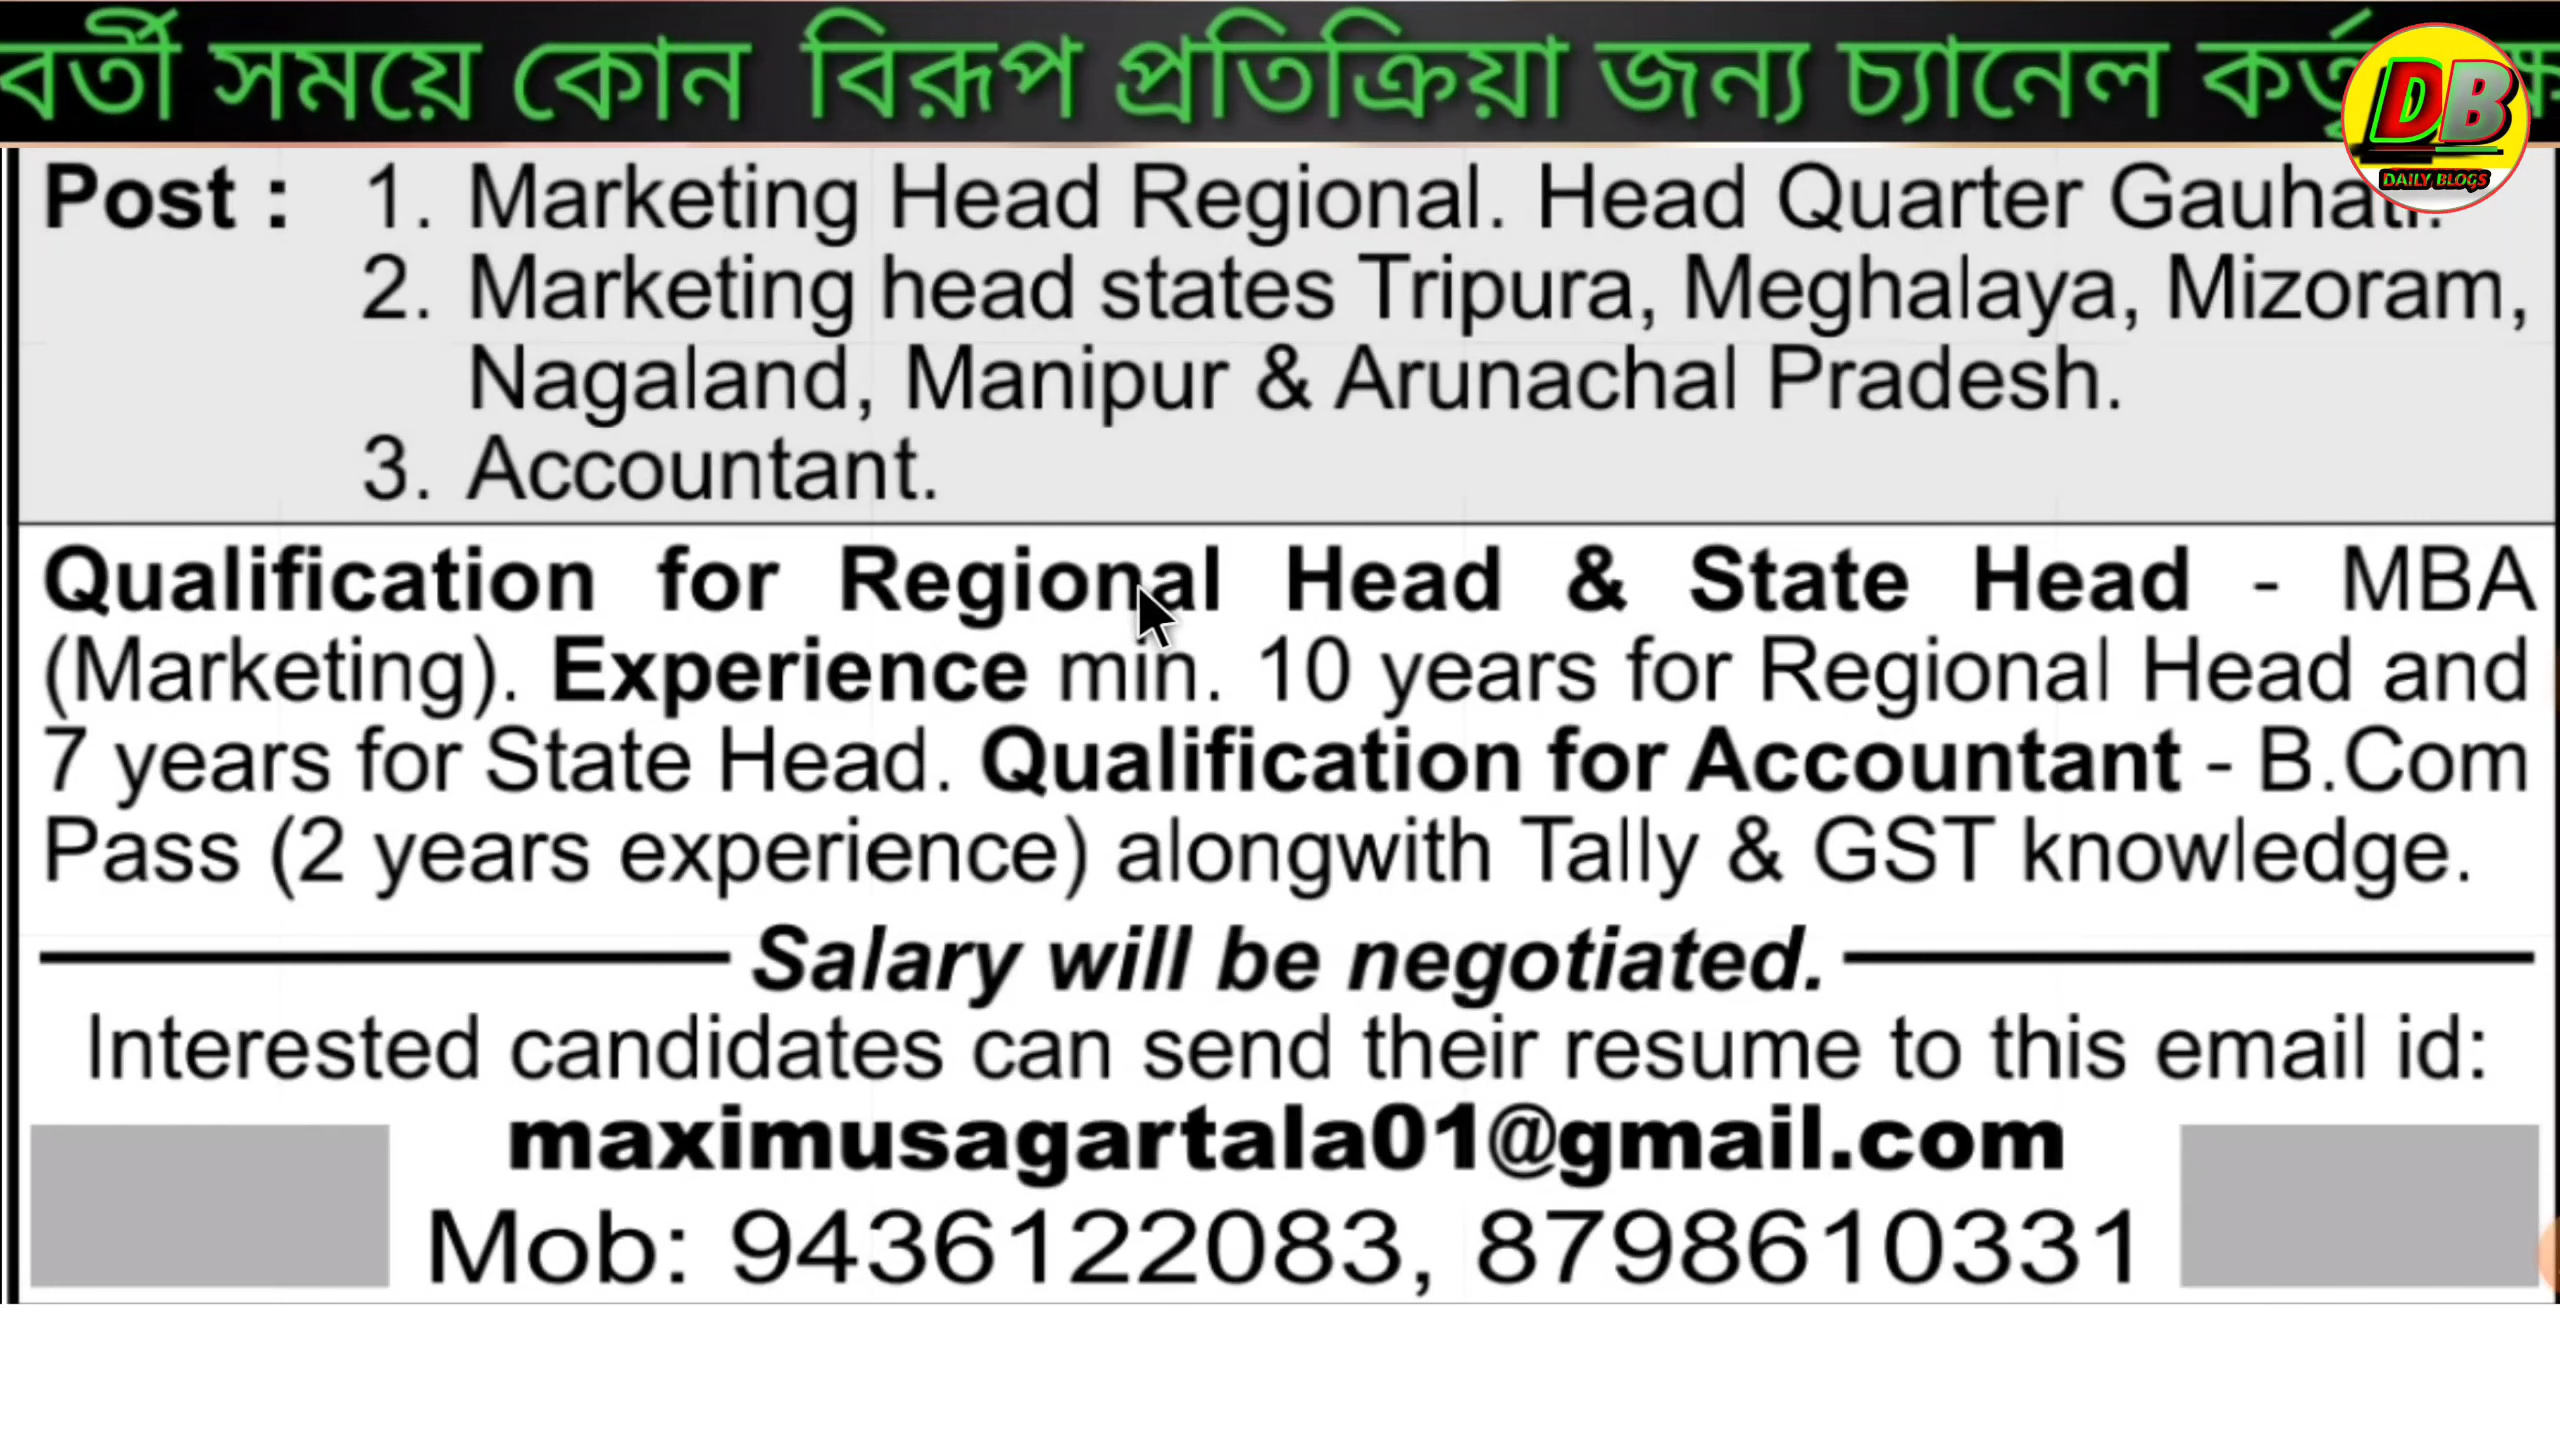 বর্তী সময়ে কোন বিরূপ প্রতিক্রিয়া জন্য চ্যানেল
DB
DAILY BLOGS
Post : 1. Marketing Head Regional. Head Quarter Gauhati.
2. Marketing head states Tripura, Meghalaya, Mizoram,
Nagaland, Manipur & Arunachal Pradesh.
3. Accountant.
Qualification for Regional Head & State Head - MBA
(Marketing). Experience min. 10 years for Regional Head and
7 years for State Head. Qualification for Accountant - B.Com
Pass (2 years experience) alongwith Tally & GST knowledge.
Salary will be negotiated.
Interested candidates can send their resume to this email id:
maximusagartala01@gmail.com
Mob: 9436122083, 8798610331